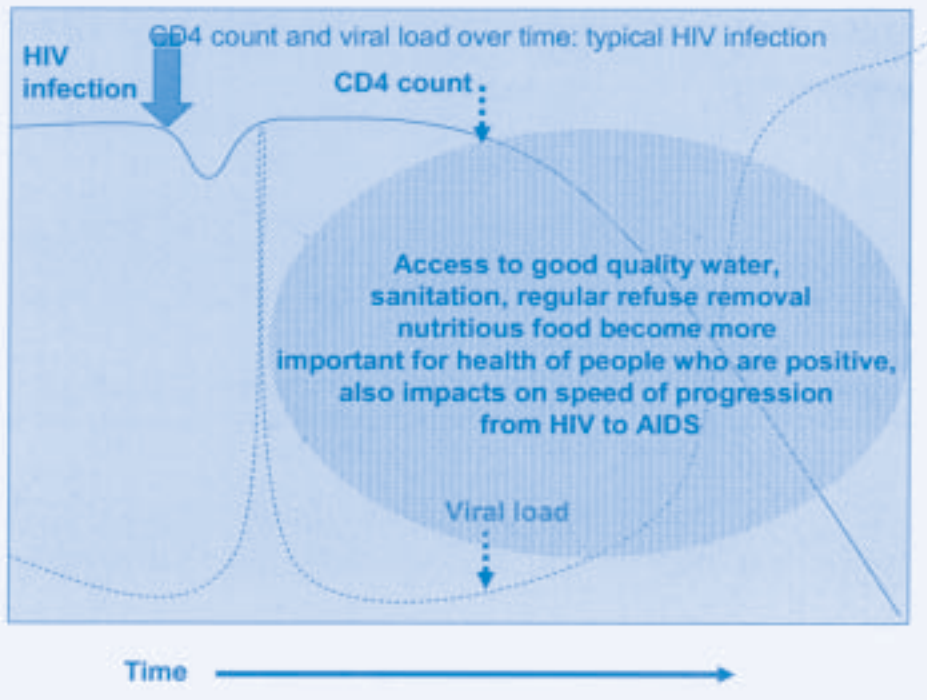 CD4 count and viral load over time: typical HIV infection
HIV
infection
CD4 count
Access to good quality water,
sanitation, regular refuse removal
nutritious food become more
important for health of people who are positive,
also impacts on speed of progression
from HIV to AIDS
Viral load
Time